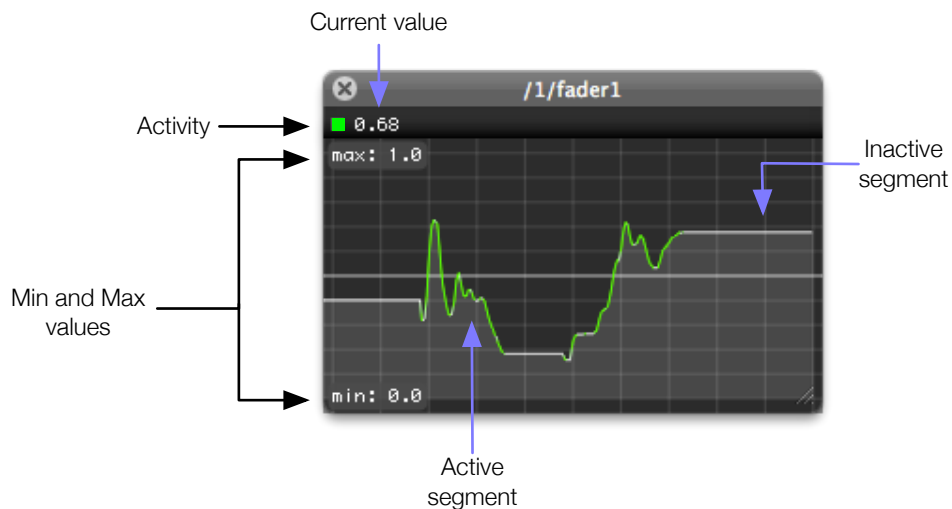 Current value
/1/fader1
Activity
0.68
max: 1.0
Inactive
segment
Min and Max
values
min: 0.0
Active
segment